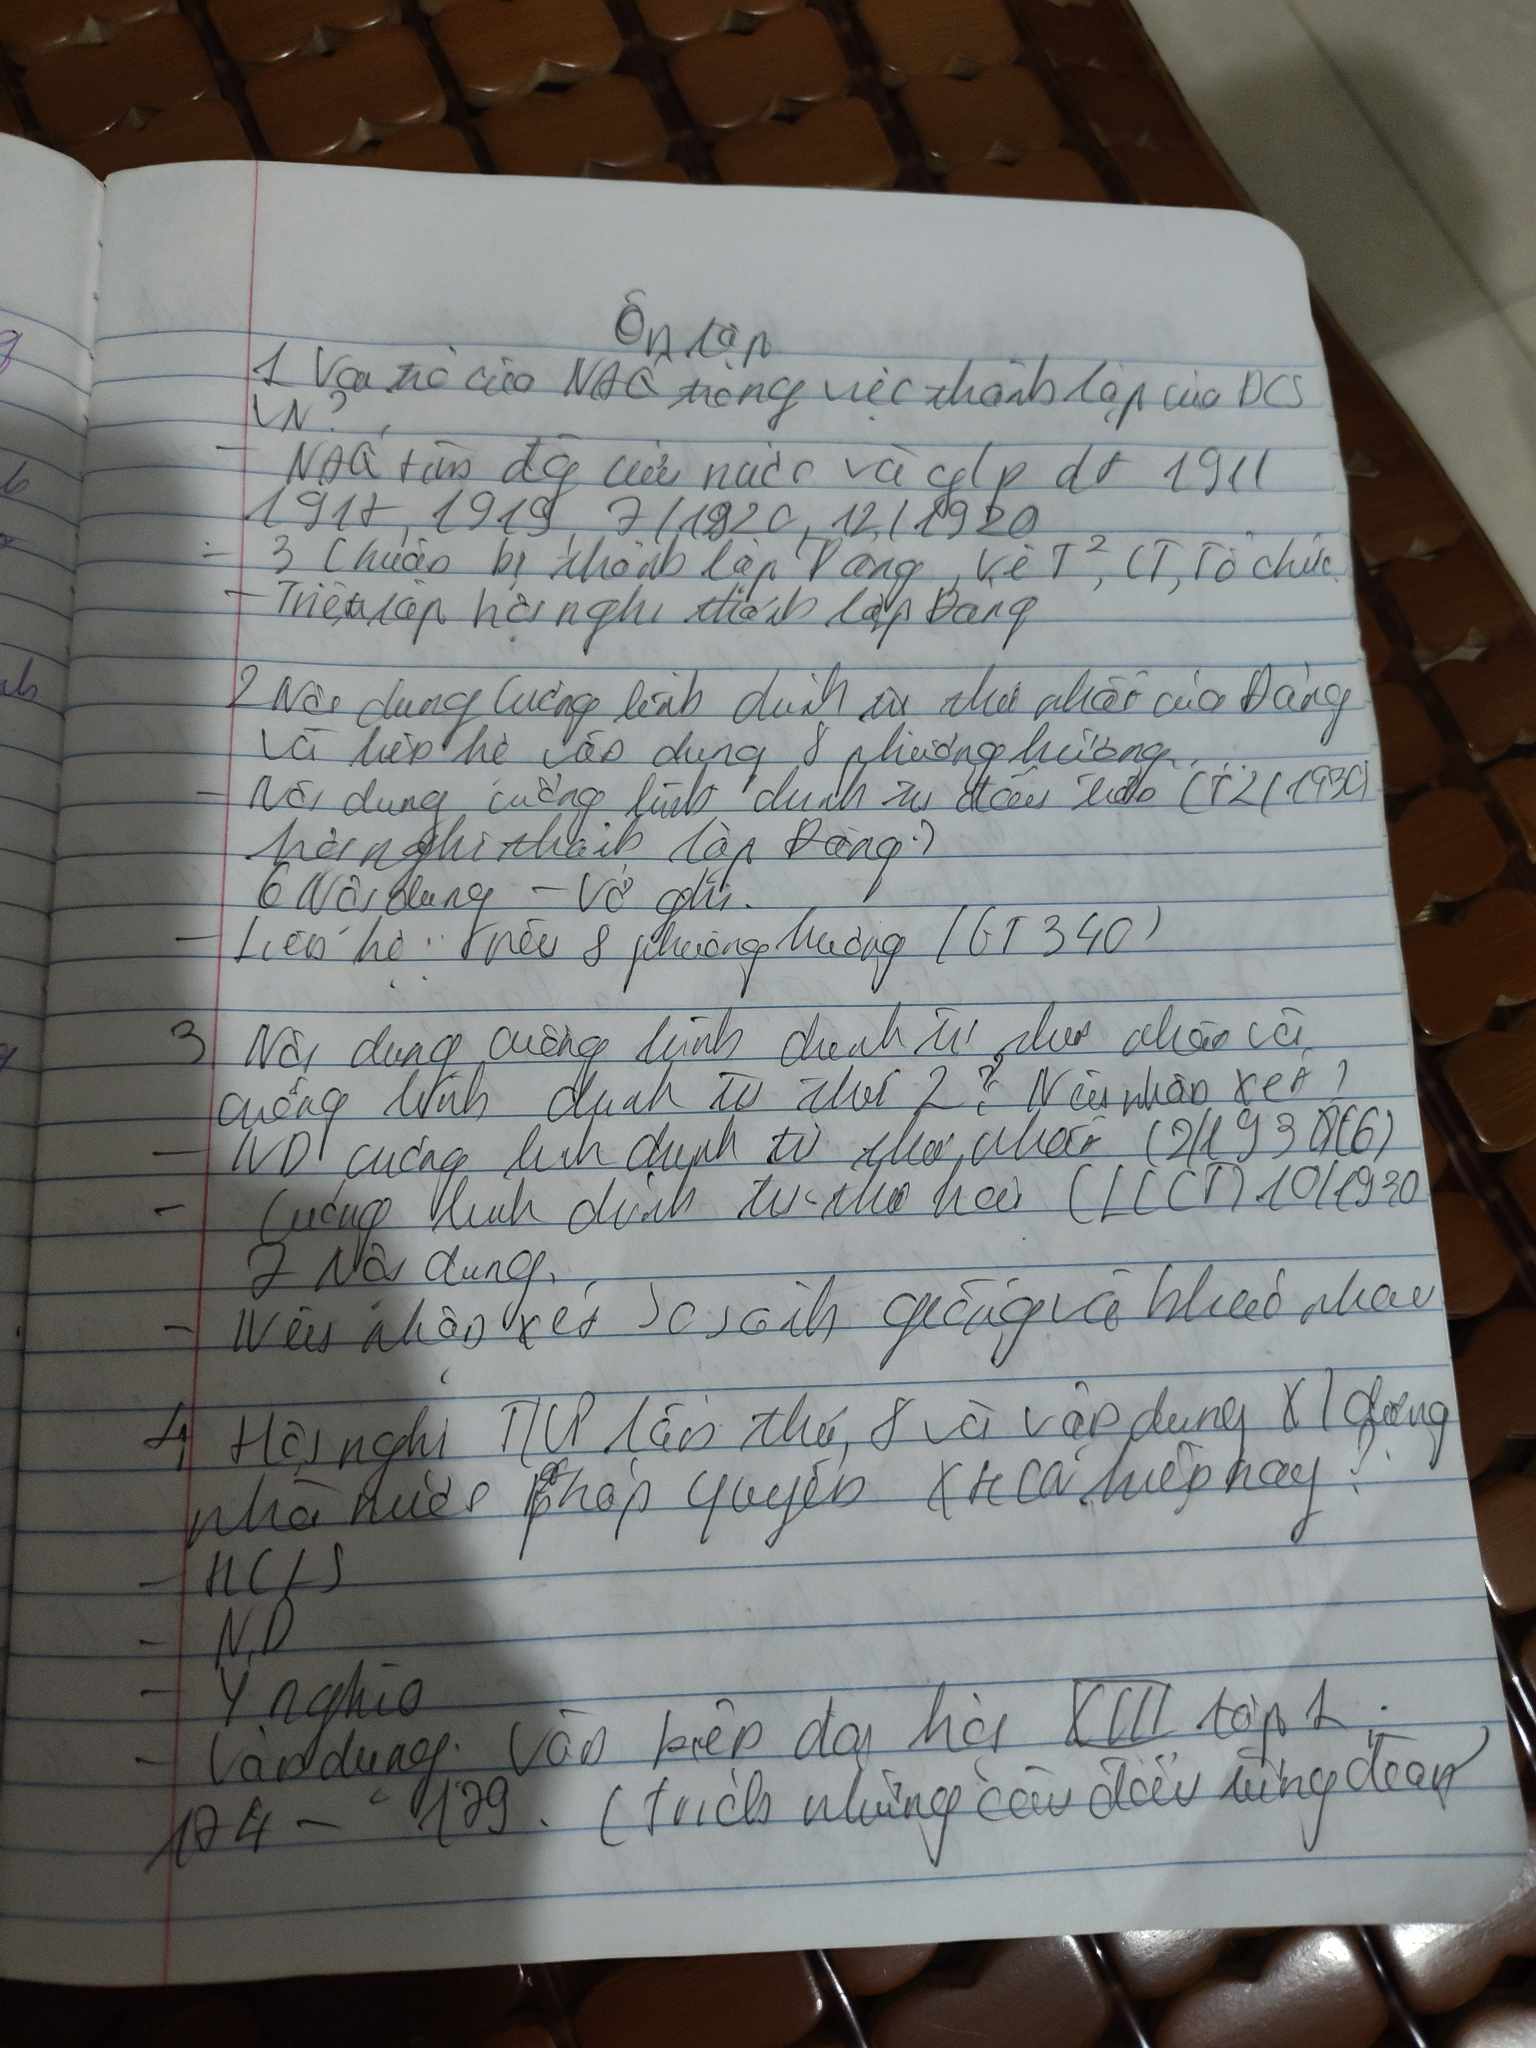 Ôn tập
1 Vai trò của NAQ trong việc thành lập của ĐCS
VN?
- NAQ tìm đg cứu nước và gfp dt 1911
1917, 1919, 7/1920, 12/1920
- 3 Chuẩn bị thành lập Đảng, về T², CT, Tổ chức
- Triệu tập hội nghị thành lập Đảng
2 Nội dung Cương lĩnh chính trị thứ nhất của Đảng
và liên hệ vận dụng 8 phương hướng
- Nội dung cương lĩnh chính trị đầu tiên (T2/1930)
hội nghị thành lập Đảng?)
6 Nội dung - Vở ghi.
- Liên hệ: nêu 8 phương hướng (GT 340)
3 Nội dung cương lĩnh chính trị thứ nhất và
cương lĩnh chính trị thứ 2? Nêu nhận xét?
- ND cương lĩnh chính trị thứ nhất (2/1930)(6)
- Cương lĩnh chính trị thứ hai (LCCT) 10/1930
7 Nội dung.
- Nêu nhận xét so sánh giống và khác nhau
4 Hội nghị TW lần thứ 8 và vận dụng X/dựng
nhà nước pháp quyền XHCN hiện nay?
- HCLS
- ND
- Ý nghĩa
- Vận dụng: Văn kiện đại hội XIII tập 1.
174 - 179. (trích những câu đầu từng đoạn)